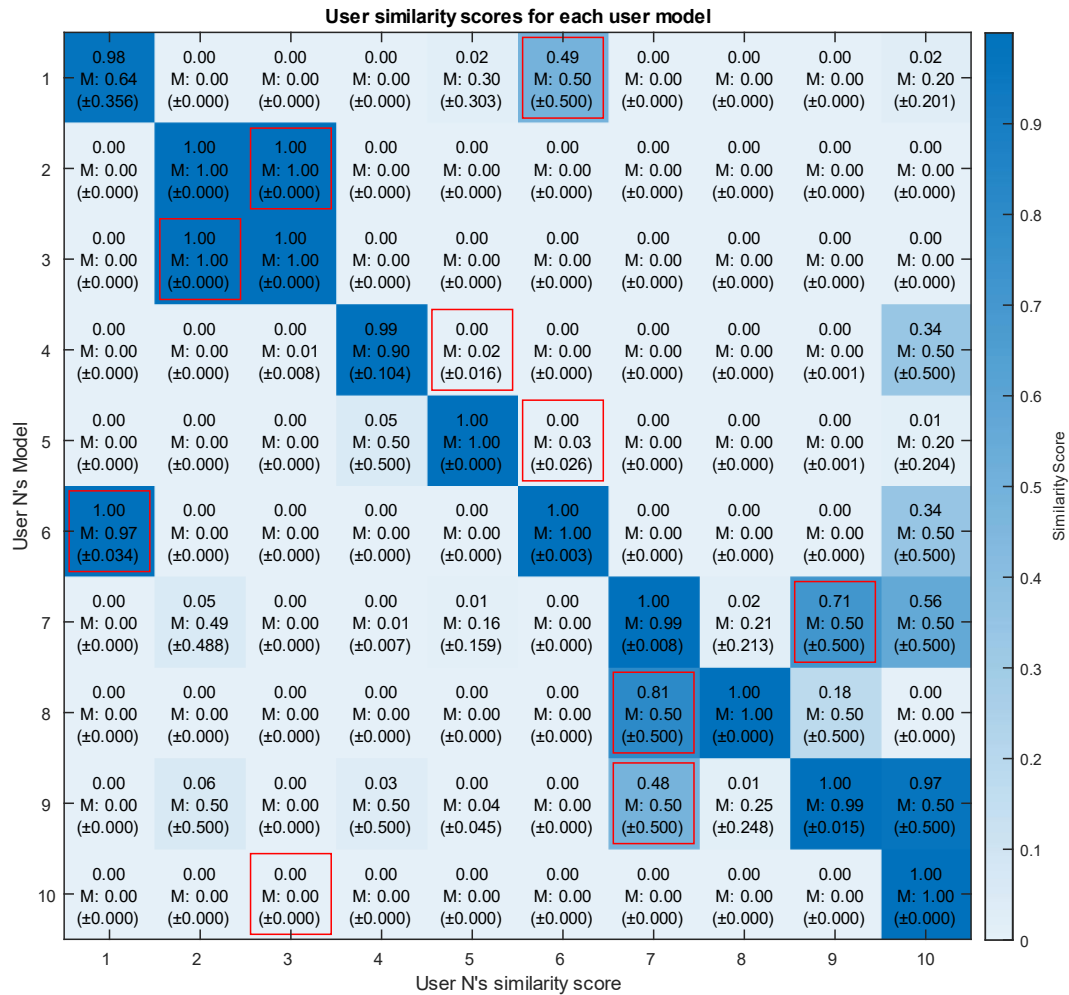 User similarity scores for each user model
0.98 0.00 0.00 0.00 0.02 0.49 0.00 0.00 0.00 0.02
1 M: 0.64 M: 0.00 M: 0.00 M: 0.00 M: 0.30 M: 0.50 M: 0.00 M: 0.00 M: 0.00 M: 0.20
(±0.356) (±0.000) (±0.000) (±0.000) (±0.303) (±0.500) (±0.000) (±0.000) (±0.000) (±0.201)
0.00 1.00 1.00 0.00 0.00 0.00 0.00 0.00 0.00 0.00
2 M: 0.00 M: 1.00 M: 1.00 M: 0.00 M: 0.00 M: 0.00 M: 0.00 M: 0.00 M: 0.00 M: 0.00
(±0.000) (±0.000) (±0.000) (±0.000) (±0.000) (±0.000) (±0.000) (±0.000) (±0.000) (±0.000)
0.00 1.00 1.00 0.00 0.00 0.00 0.00 0.00 0.00 0.00
3 M: 0.00 M: 1.00 M: 1.00 M: 0.00 M: 0.00 M: 0.00 M: 0.00 M: 0.00 M: 0.00 M: 0.00
(±0.000) (±0.000) (±0.000) (±0.000) (±0.000) (±0.000) (±0.000) (±0.000) (±0.000) (±0.000)
0.00 0.00 0.00 0.99 0.00 0.00 0.00 0.00 0.00 0.34
4 M: 0.00 M: 0.00 M: 0.01 M: 0.90 M: 0.02 M: 0.00 M: 0.00 M: 0.00 M: 0.00 M: 0.50
(±0.000) (±0.000) (±0.008) (±0.104) (±0.016) (±0.000) (±0.000) (±0.000) (±0.001) (±0.500)
0.00 0.00 0.00 0.05 1.00 0.00 0.00 0.00 0.00 0.01
5 M: 0.00 M: 0.00 M: 0.00 M: 0.50 M: 1.00 M: 0.03 M: 0.00 M: 0.00 M: 0.00 M: 0.20
(±0.000) (±0.000) (±0.000) (±0.500) (±0.000) (±0.026) (±0.000) (±0.000) (±0.001) (±0.204)
1.00 0.00 0.00 0.00 0.00 1.00 0.00 0.00 0.00 0.34
6 M: 0.97 M: 0.00 M: 0.00 M: 0.00 M: 0.00 M: 1.00 M: 0.00 M: 0.00 M: 0.00 M: 0.50
(±0.034) (±0.000) (±0.000) (±0.000) (±0.000) (±0.003) (±0.000) (±0.000) (±0.000) (±0.500)
0.00 0.05 0.00 0.00 0.01 0.00 1.00 0.02 0.71 0.56
7 M: 0.00 M: 0.49 M: 0.00 M: 0.01 M: 0.16 M: 0.00 M: 0.99 M: 0.21 M: 0.50 M: 0.50
(±0.000) (±0.488) (±0.000) (±0.007) (±0.159) (±0.000) (±0.008) (±0.213) (±0.500) (±0.500)
0.00 0.00 0.00 0.00 0.00 0.00 0.81 1.00 0.18 0.00
8 M: 0.00 M: 0.00 M: 0.00 M: 0.00 M: 0.00 M: 0.00 M: 0.50 M: 1.00 M: 0.50 M: 0.00
(±0.000) (±0.000) (±0.000) (±0.000) (±0.000) (±0.000) (±0.500) (±0.000) (±0.500) (±0.000)
0.00 0.06 0.00 0.03 0.00 0.00 0.48 0.01 1.00 0.97
9 M: 0.00 M: 0.50 M: 0.00 M: 0.50 M: 0.04 M: 0.00 M: 0.50 M: 0.25 M: 0.99 M: 0.50
(±0.000) (±0.500) (±0.000) (±0.500) (±0.045) (±0.000) (±0.500) (±0.248) (±0.015) (±0.500)
0.00 0.00 0.00 0.00 0.00 0.00 0.00 0.00 0.00 1.00
10 M: 0.00 M: 0.00 M: 0.00 M: 0.00 M: 0.00 M: 0.00 M: 0.00 M: 0.00 M: 0.00 M: 1.00
(±0.000) (±0.000) (±0.000) (±0.000) (±0.000) (±0.000) (±0.000) (±0.000) (±0.000) (±0.000)
1 2 3 4 5 6 7 8 9 10
User N's similarity score
User N's Model
0.9
0.8
0.7
0.6
0.5
0.4
0.3
0.2
0.1
0
Similarity Score